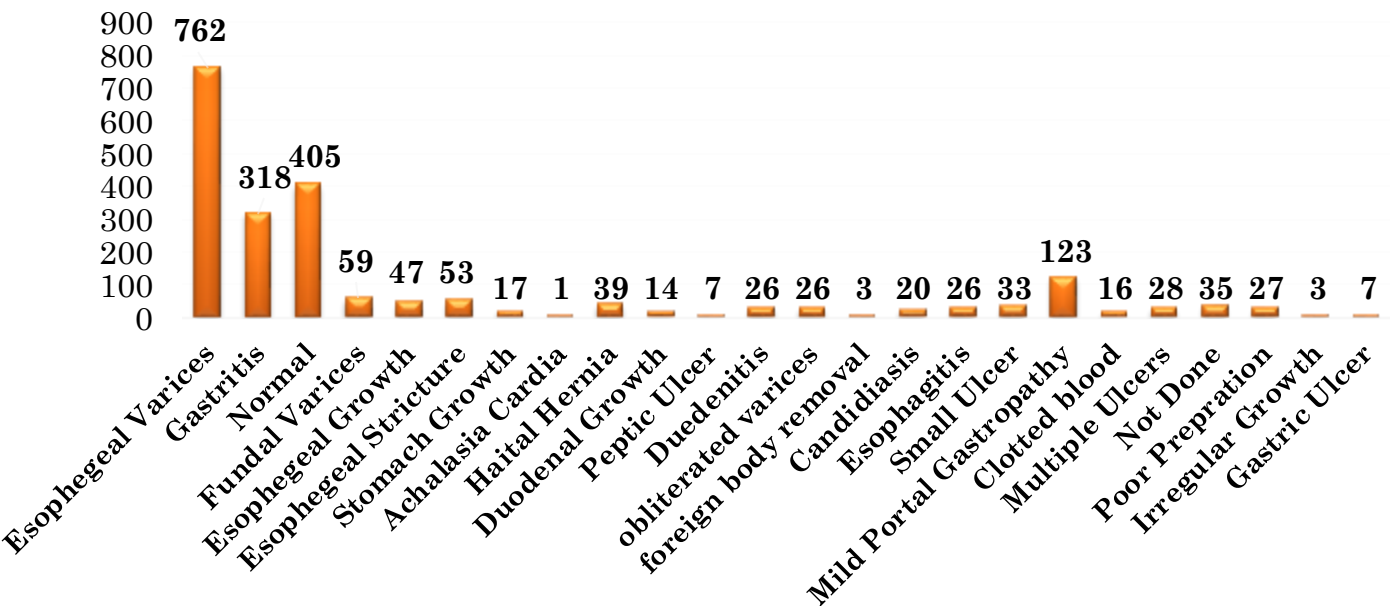 900
800
700
600
500
400
300
200
100
0
762
318
405
59
47
53
17
1
39
14
7
26
26
3
20
26
33
123
16
28
35
27
3
7
Esophegeal Varices
Gastritis
Normal
Fundal Varices
Esophegeal Growth
Esophegeal Stricture
Stomach Growth
Achalasia Cardia
Haital Hernia
Duodenal Growth
Peptic Ulcer
Duedenitis
obliterated varices
foreign body removal
Candidiasis
Esophagitis
Small Ulcer
Mild Portal Gastropathy
Clotted blood
Multiple Ulcers
Not Done
Poor Prepration
Irregular Growth
Gastric Ulcer